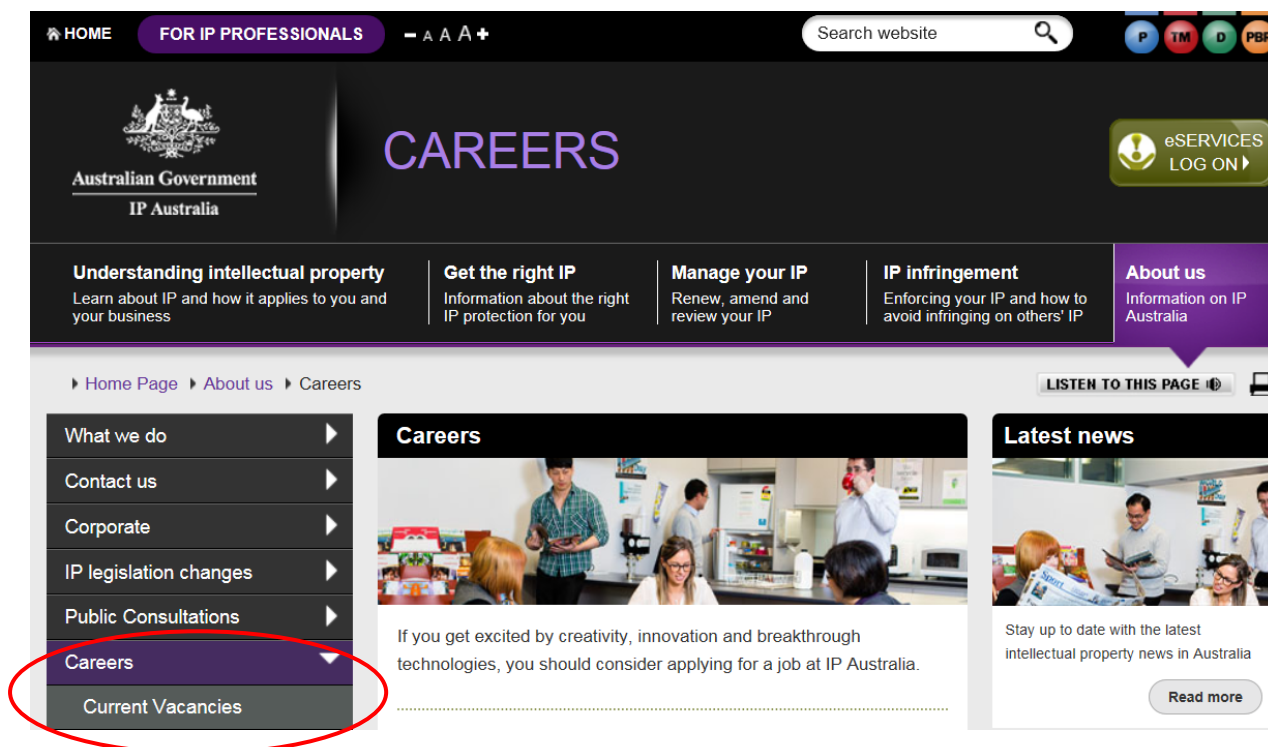 HOME
FOR IP PROFESSIONALS
- A A A +
Search website
P
TM
D
PBR
Australian Government
IP Australia
CAREERS
eSERVICES
LOG ON
Understanding intellectual property
Learn about IP and how it applies to you and
your business
Get the right IP
Information about the right
IP protection for you
Manage your IP
Renew, amend and
review your IP
IP infringement
Enforcing your IP and how to
avoid infringing on others' IP
About us
Information on IP
Australia
Home Page About us Careers
LISTEN TO THIS PAGE
What we do
Contact us
Corporate
IP legislation changes
Public Consultations
Careers
Current Vacancies
Careers
If you get excited by creativity, innovation and breakthrough
technologies, you should consider applying for a job at IP Australia.
Latest news
Sport
Stay up to date with the latest
intellectual property news in Australia
Read more